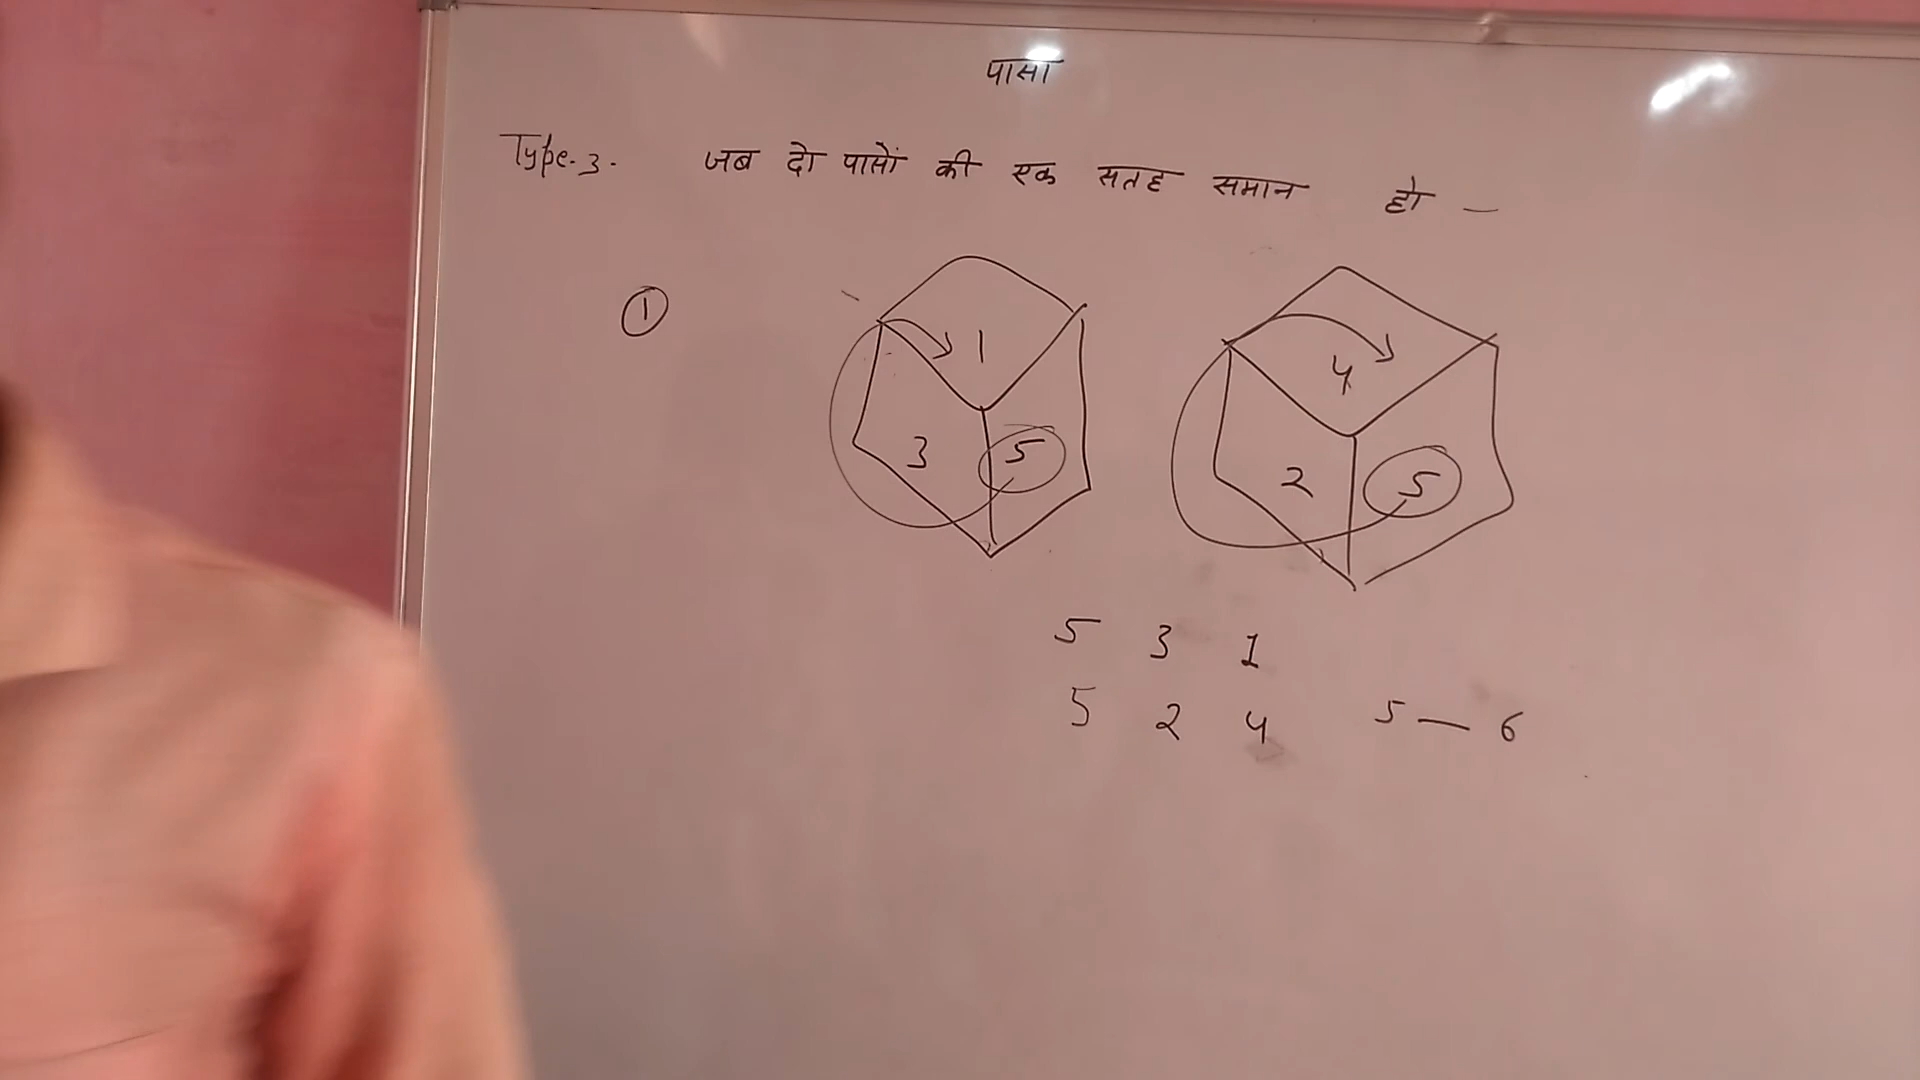 पासा
Type-3- जब दो पासों की एक सतह समान हो -
① 1 4
3 5 2 5
5 3 1
5 2 4 5 — 6